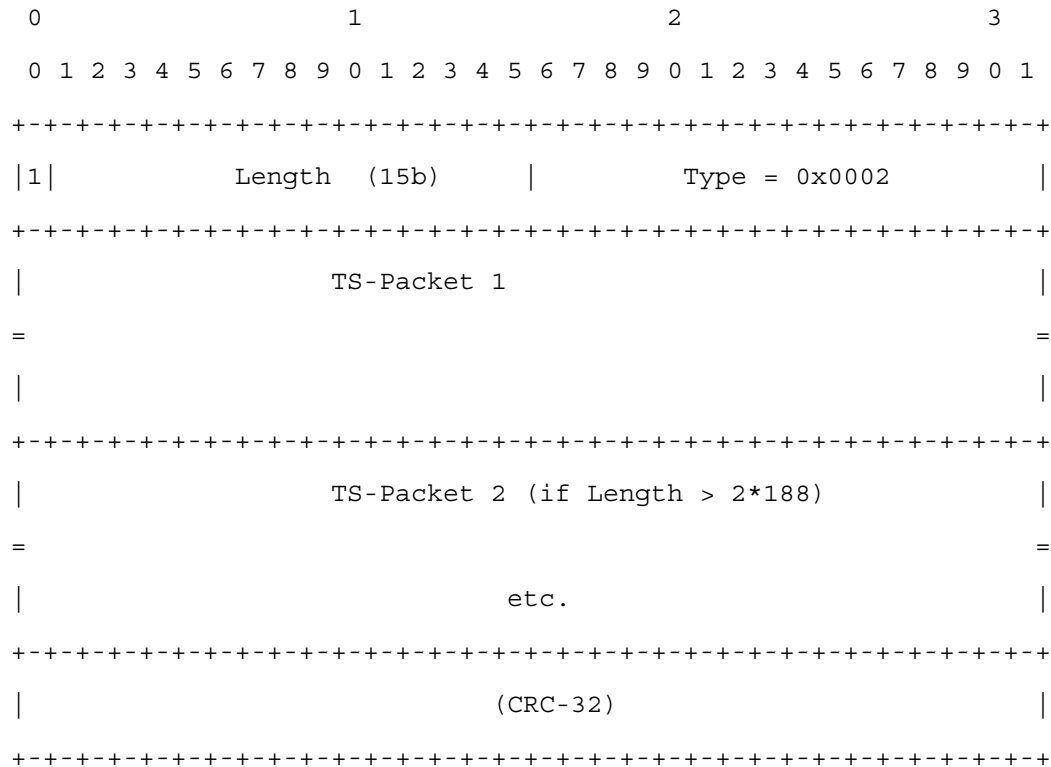 0                   1                   2                   3
 0 1 2 3 4 5 6 7 8 9 0 1 2 3 4 5 6 7 8 9 0 1 2 3 4 5 6 7 8 9 0 1
+-+-+-+-+-+-+-+-+-+-+-+-+-+-+-+-+-+-+-+-+-+-+-+-+-+-+-+-+-+-+-+-+
|1|           Length  (15b)     |         Type = 0x0002         |
+-+-+-+-+-+-+-+-+-+-+-+-+-+-+-+-+-+-+-+-+-+-+-+-+-+-+-+-+-+-+-+-+
|                   TS-Packet 1                                 |
=                                                               =
|                                                               |
+-+-+-+-+-+-+-+-+-+-+-+-+-+-+-+-+-+-+-+-+-+-+-+-+-+-+-+-+-+-+-+-+
|                   TS-Packet 2 (if Length > 2*188)             |
=                                                               =
|                              etc.                             |
+-+-+-+-+-+-+-+-+-+-+-+-+-+-+-+-+-+-+-+-+-+-+-+-+-+-+-+-+-+-+-+-+
|                             (CRC-32)                          |
+-+-+-+-+-+-+-+-+-+-+-+-+-+-+-+-+-+-+-+-+-+-+-+-+-+-+-+-+-+-+-+-+